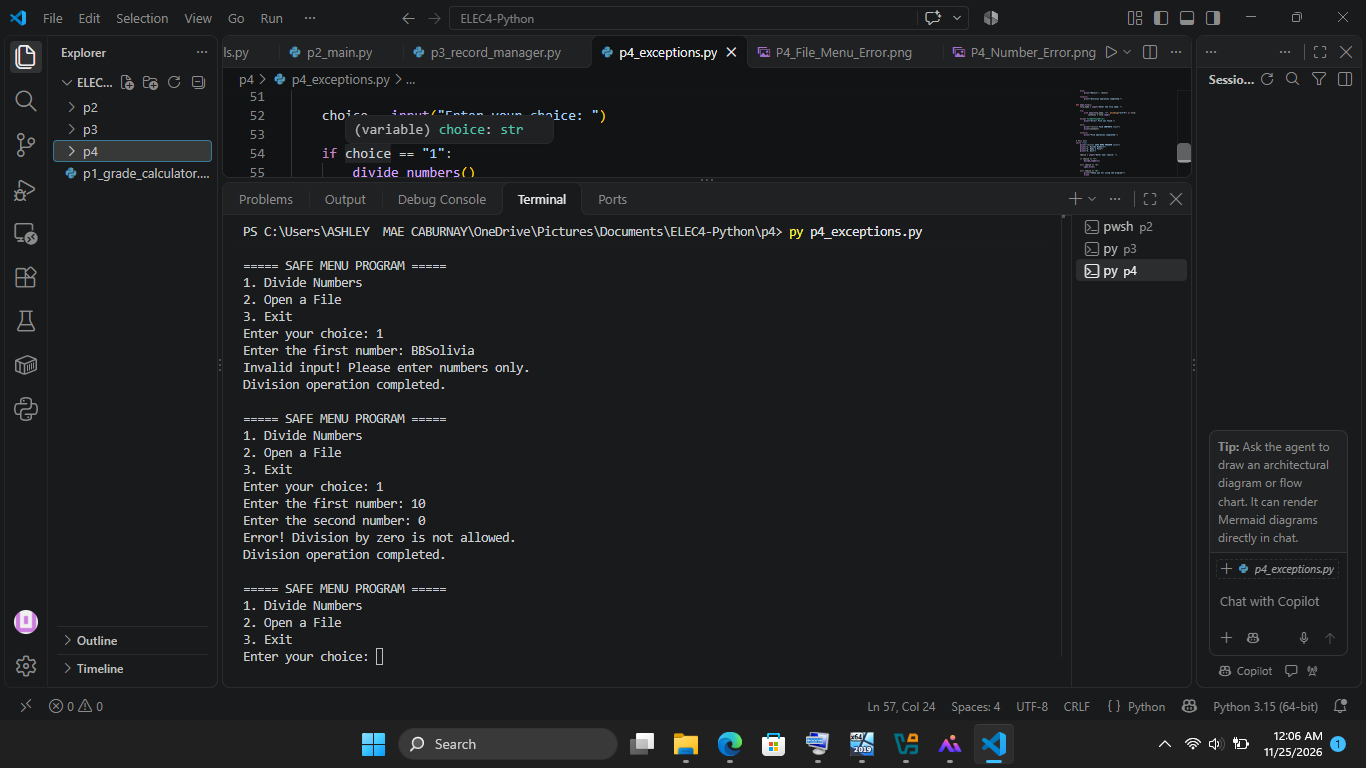 File Edit Selection View Go Run ··· ELEC4-Python
Explorer ···
ELEC...
p2
p3
p4
p1_grade_calculator....
Outline
Timeline
ls.py p2_main.py p3_record_manager.py p4_exceptions.py P4_File_Menu_Error.png P4_Number_Error.png ···
p4 > p4_exceptions.py > ...
51
52 choice = input("Enter your choice: ")
(variable) choice: str
53
54 if choice == "1":
55 divide_numbers()
Problems Output Debug Console Terminal Ports
PS C:\Users\ASHLEY  MAE CABURNAY\OneDrive\Pictures\Documents\ELEC4-Python\p4> py p4_exceptions.py
===== SAFE MENU PROGRAM =====
1. Divide Numbers
2. Open a File
3. Exit
Enter your choice: 1
Enter the first number: BBSolivia
Invalid input! Please enter numbers only.
Division operation completed.
===== SAFE MENU PROGRAM =====
1. Divide Numbers
2. Open a File
3. Exit
Enter your choice: 1
Enter the first number: 10
Enter the second number: 0
Error! Division by zero is not allowed.
Division operation completed.
===== SAFE MENU PROGRAM =====
1. Divide Numbers
2. Open a File
3. Exit
Enter your choice:
pwsh p2
py p3
py p4
Sessio...
Tip: Ask the agent to
draw an architectural
diagram or flow
chart. It can render
Mermaid diagrams
directly in chat.
p4_exceptions.py
Chat with Copilot
Copilot
0 0
Ln 57, Col 24 Spaces: 4 UTF-8 CRLF { } Python Python 3.15 (64-bit)
Search
x64
2019
12:06 AM
11/25/2026
1